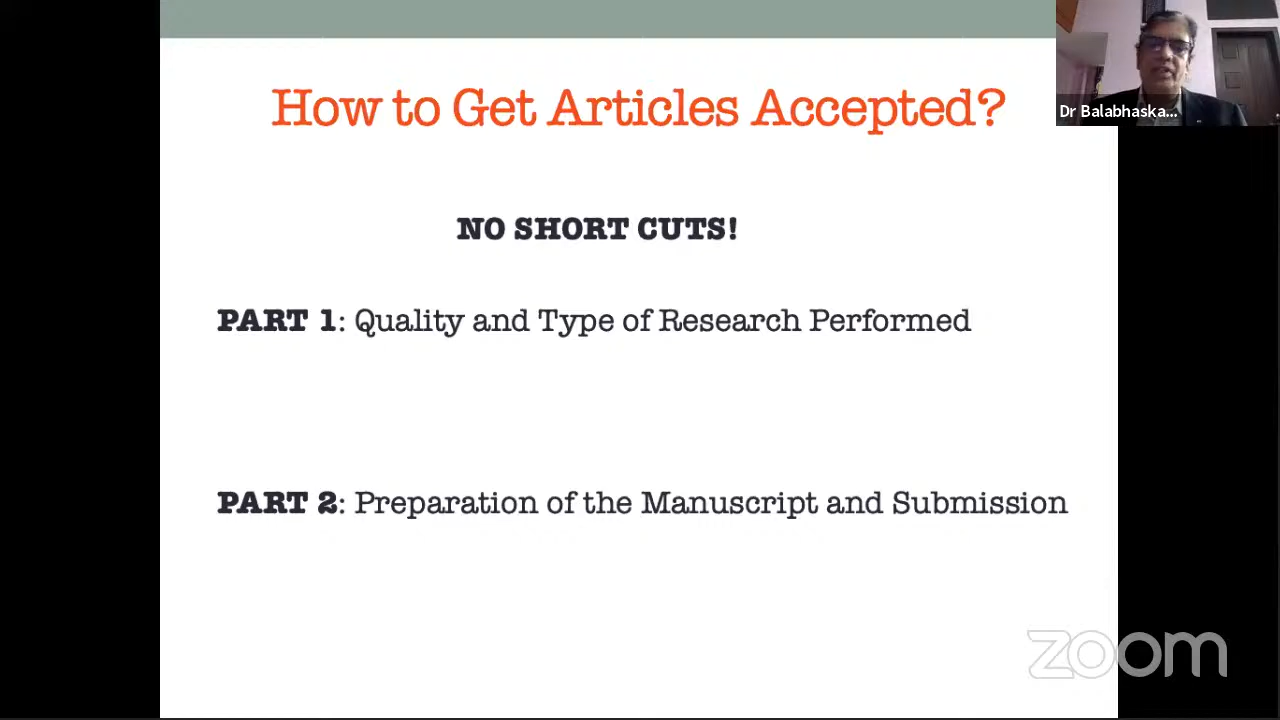 How to Get Articles Accepted?
Dr Balabhaska...
NO SHORT CUTS!
PART 1: Quality and Type of Research Performed
PART 2: Preparation of the Manuscript and Submission
zoom